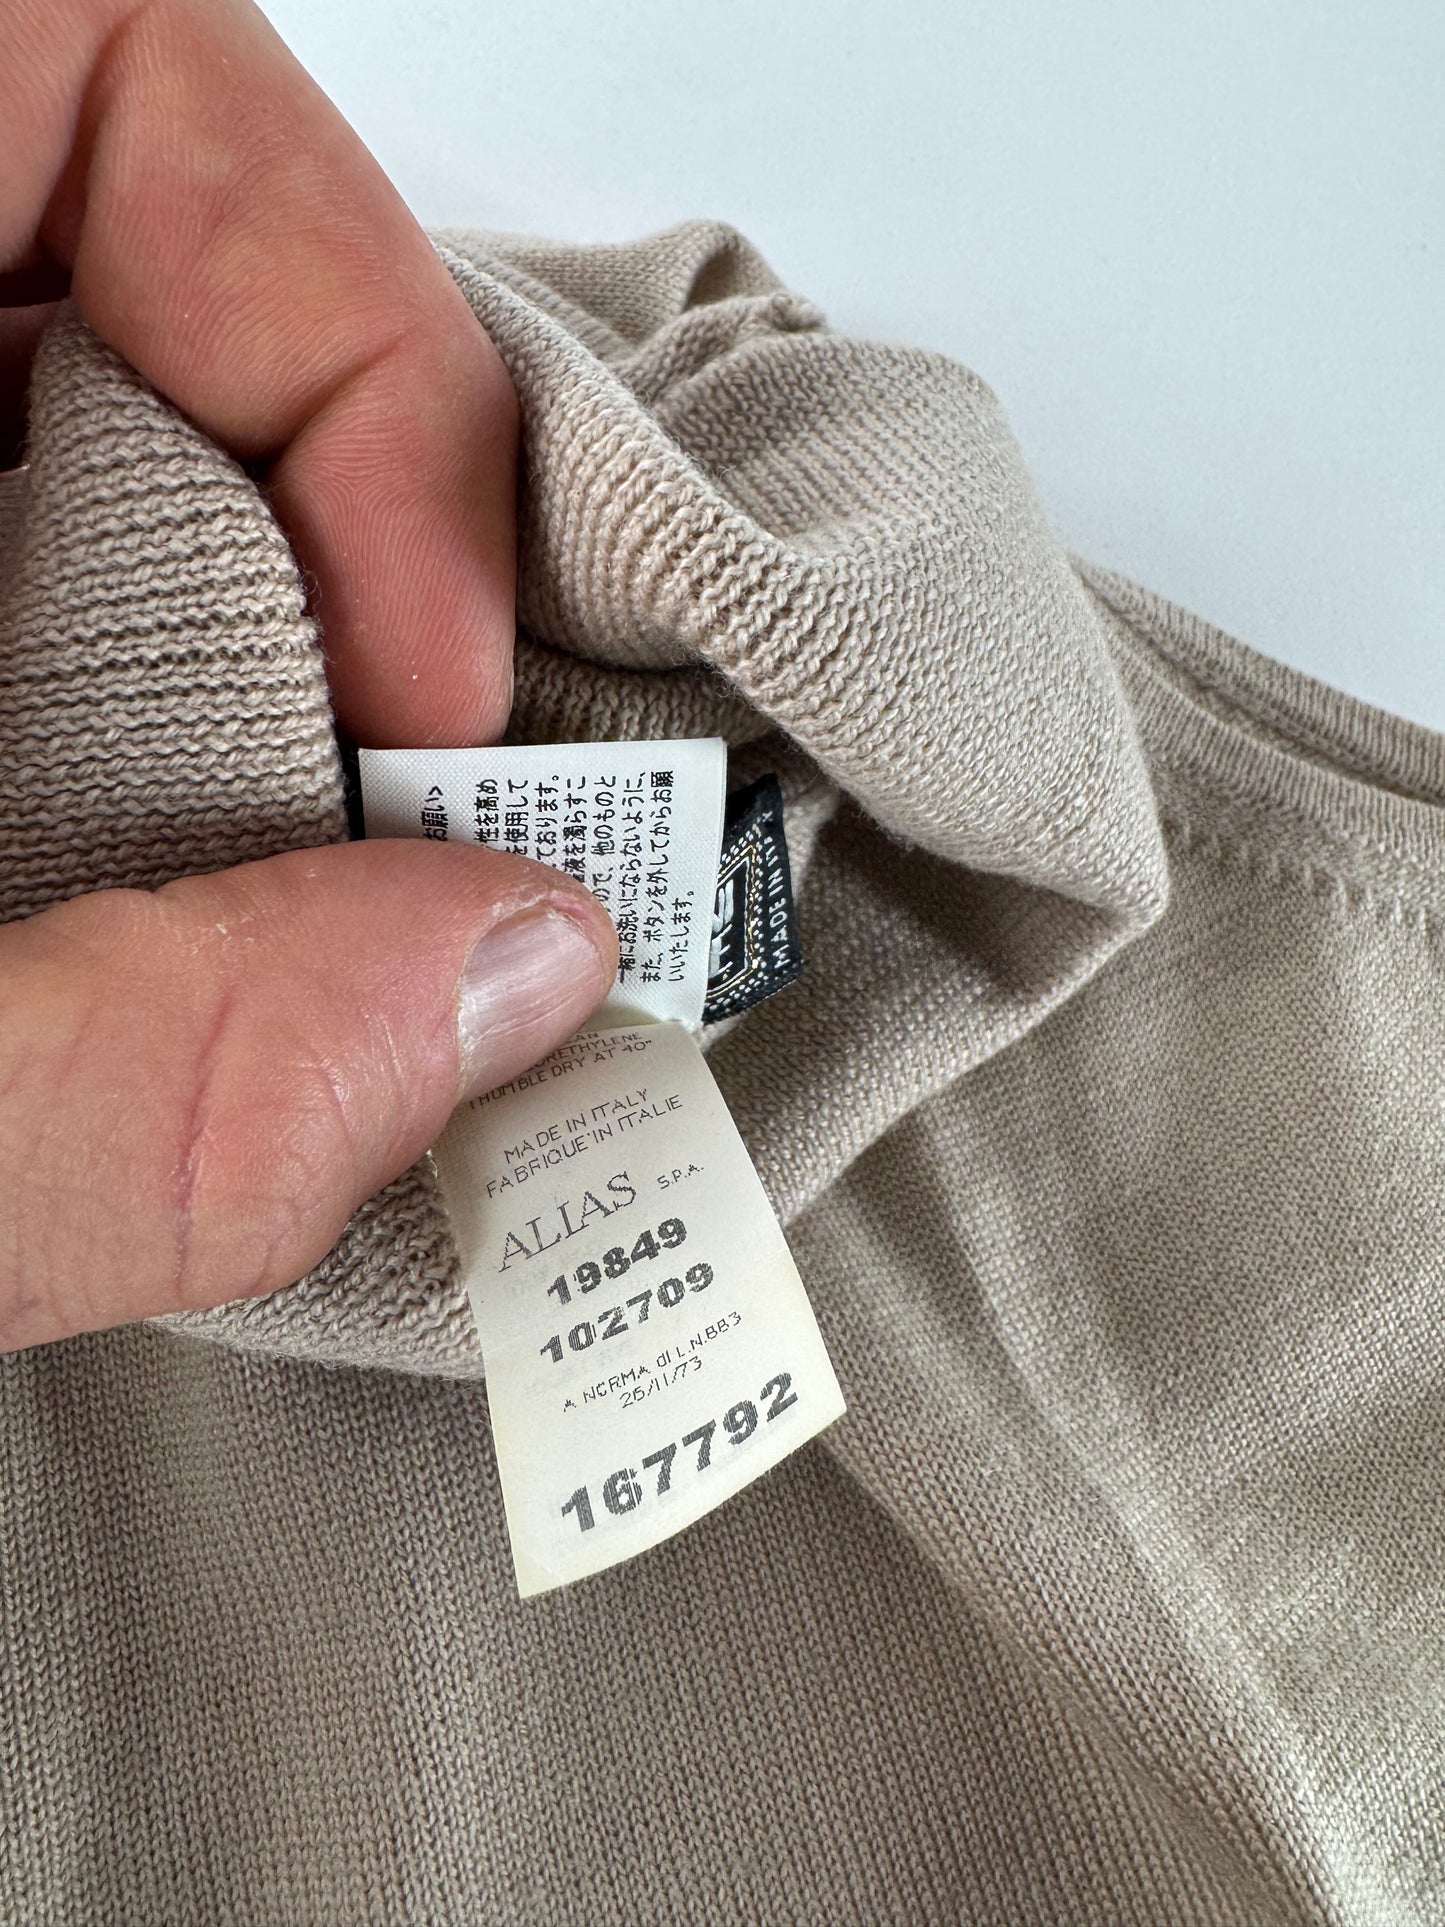 お願い>
性を高め
を使用して
ております。
液を濁らすこ
ので、他のものと
一緒にお洗いにならないように、
また、ボタンを外してからお願
いいたします。
MADE IN IT
THUMBLE DRY AT 40°
MADE IN ITALY
FABRIQUE' IN ITALIE
ALIAS S.P.A.
19849
102709
A NORMA di L.N.883
25/11/73
167792